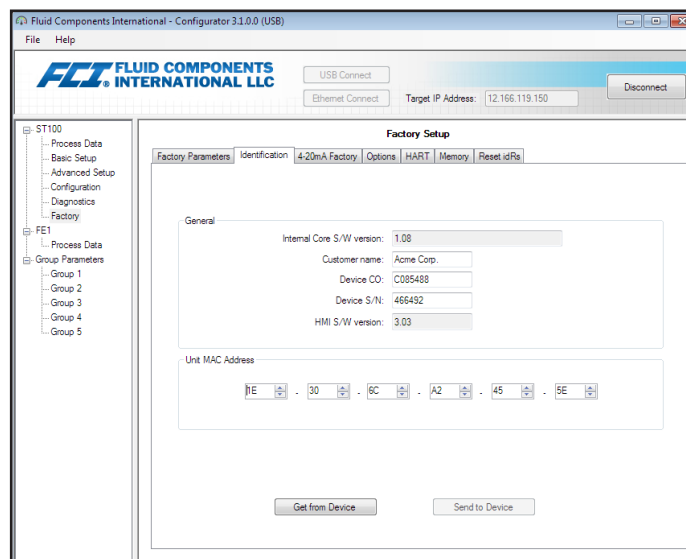 Fluid Components International - Configurator 3.1.0.0 (USB)
File Help
FCI. FLUID COMPONENTS
INTERNATIONAL LLC
USB Connect
Ethernet Connect
Target IP Address: 12.166.119.150
Disconnect
ST100
Process Data
Basic Setup
Advanced Setup
Configuration
Diagnostics
Factory
FE1
Process Data
Group Parameters
Group 1
Group 2
Group 3
Group 4
Group 5
Factory Setup
Factory Parameters Identification 4-20mA Factory Options HART Memory Reset idRs
General
Internal Core S/W version: 1.08
Customer name: Acme Corp.
Device CO: C085488
Device S/N: 466492
HMI S/W version: 3.03
Unit MAC Address
1E . 30 . 6C . A2 . 45 . 5E
Get from Device Send to Device